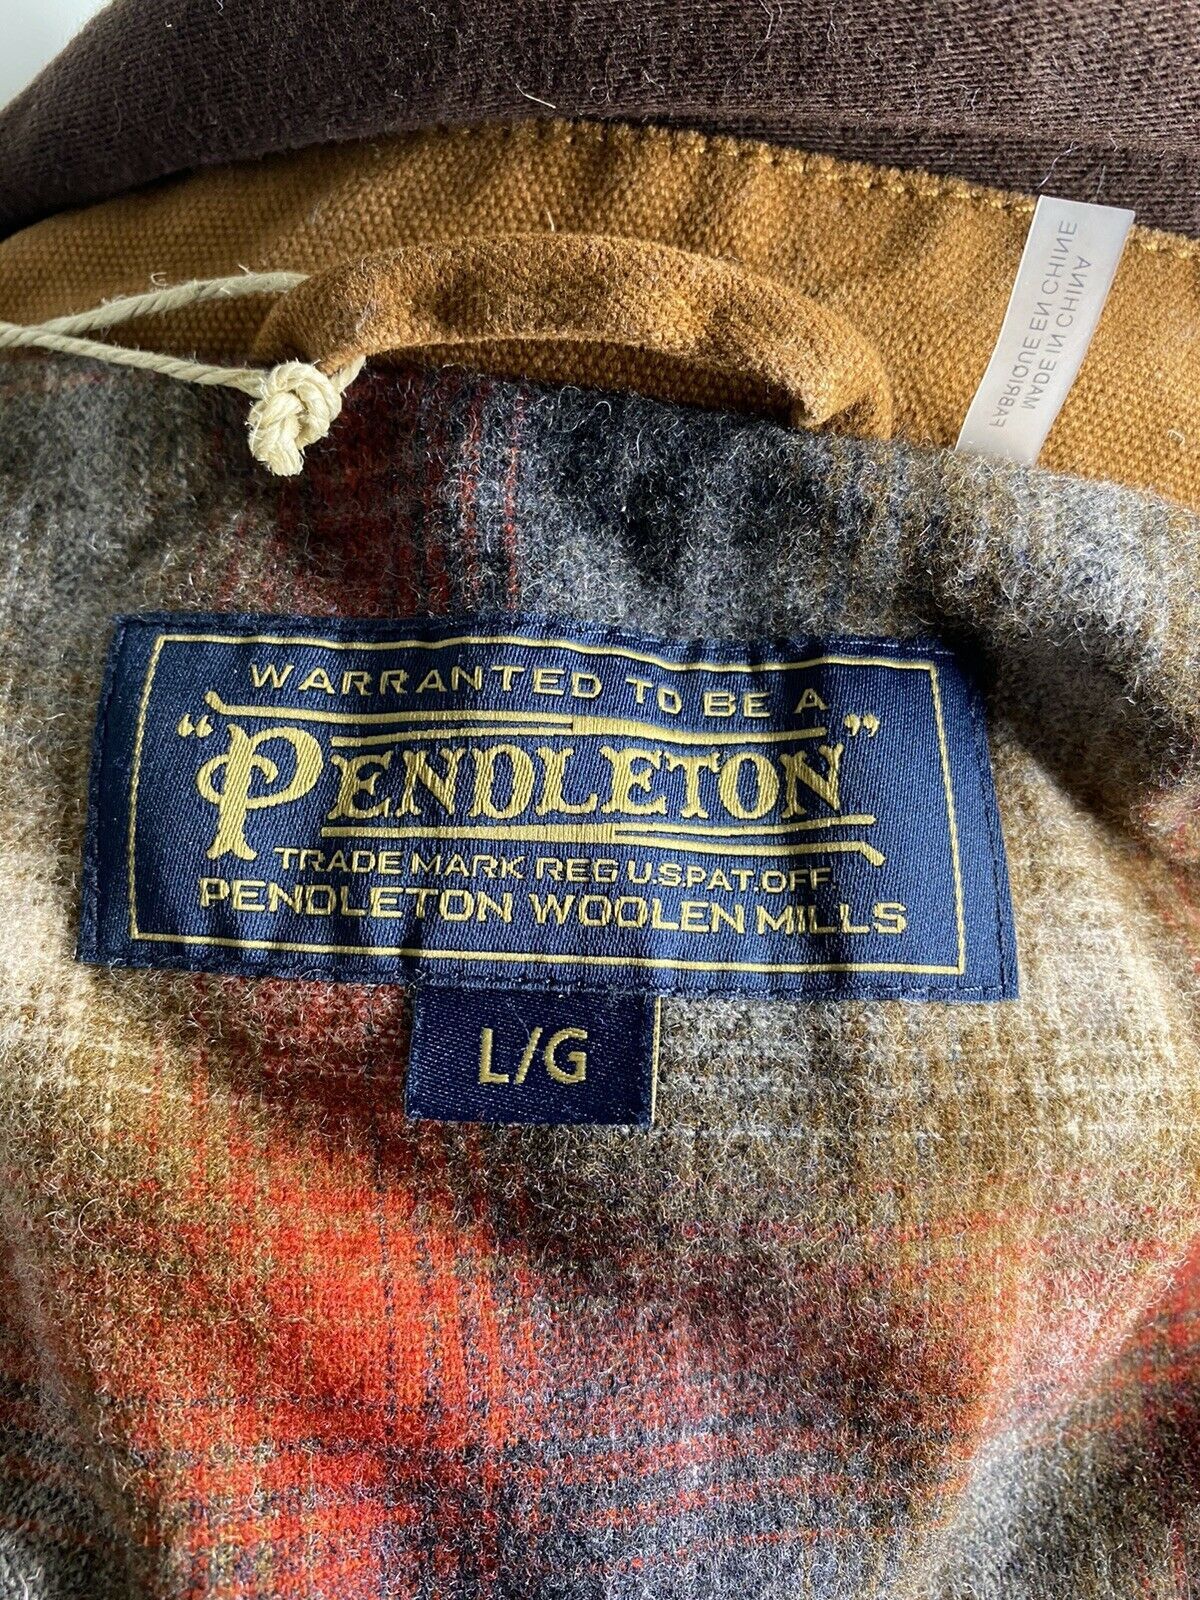 MADE IN CHINA
FABRIQUE EN CHINE
WARRANTED TO BE A
"PENDLETON"
TRADE MARK REG U.S.PAT.OFF.
PENDLETON WOOLEN MILLS
L/G